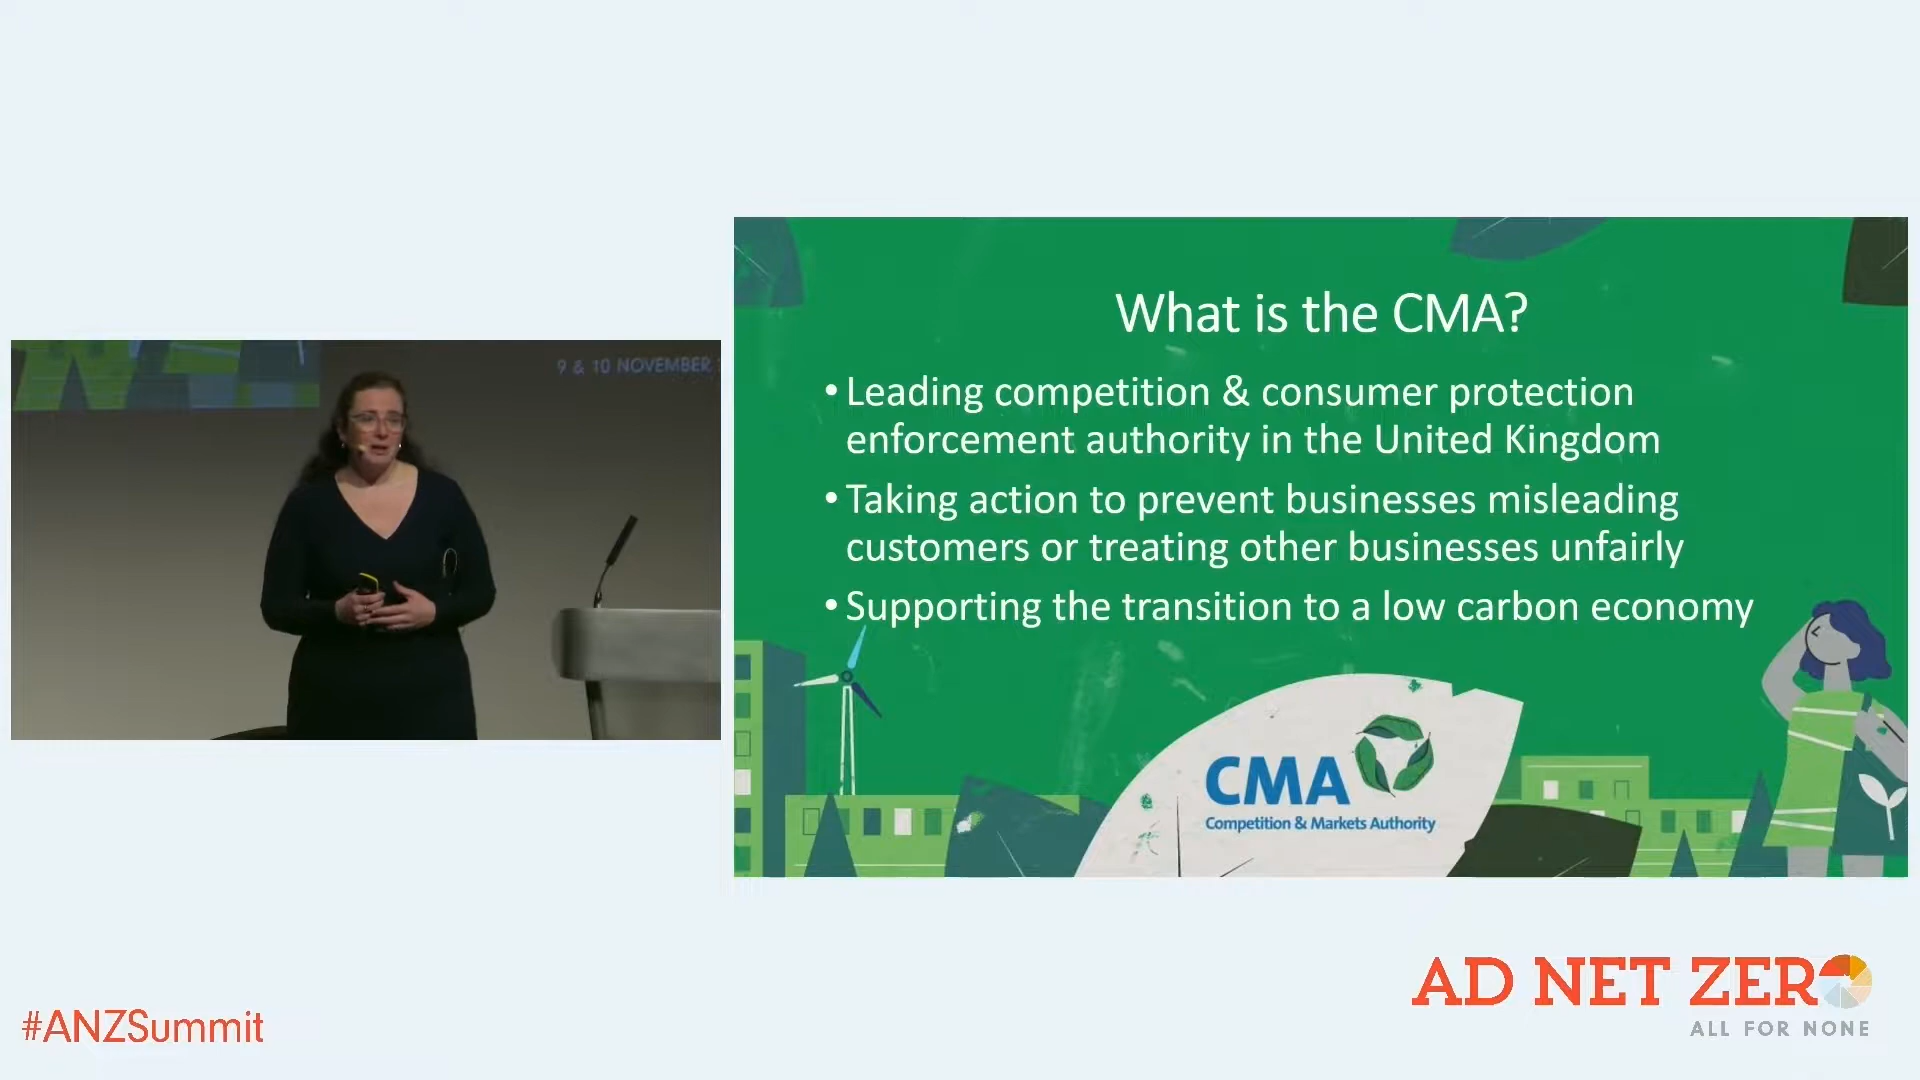 9 & 10 NOVEMBER
What is the CMA?
• Leading competition & consumer protection
enforcement authority in the United Kingdom
• Taking action to prevent businesses misleading
customers or treating other businesses unfairly
• Supporting the transition to a low carbon economy
CMA
Competition & Markets Authority
#ANZSummit
AD NET ZERO
ALL FOR NONE